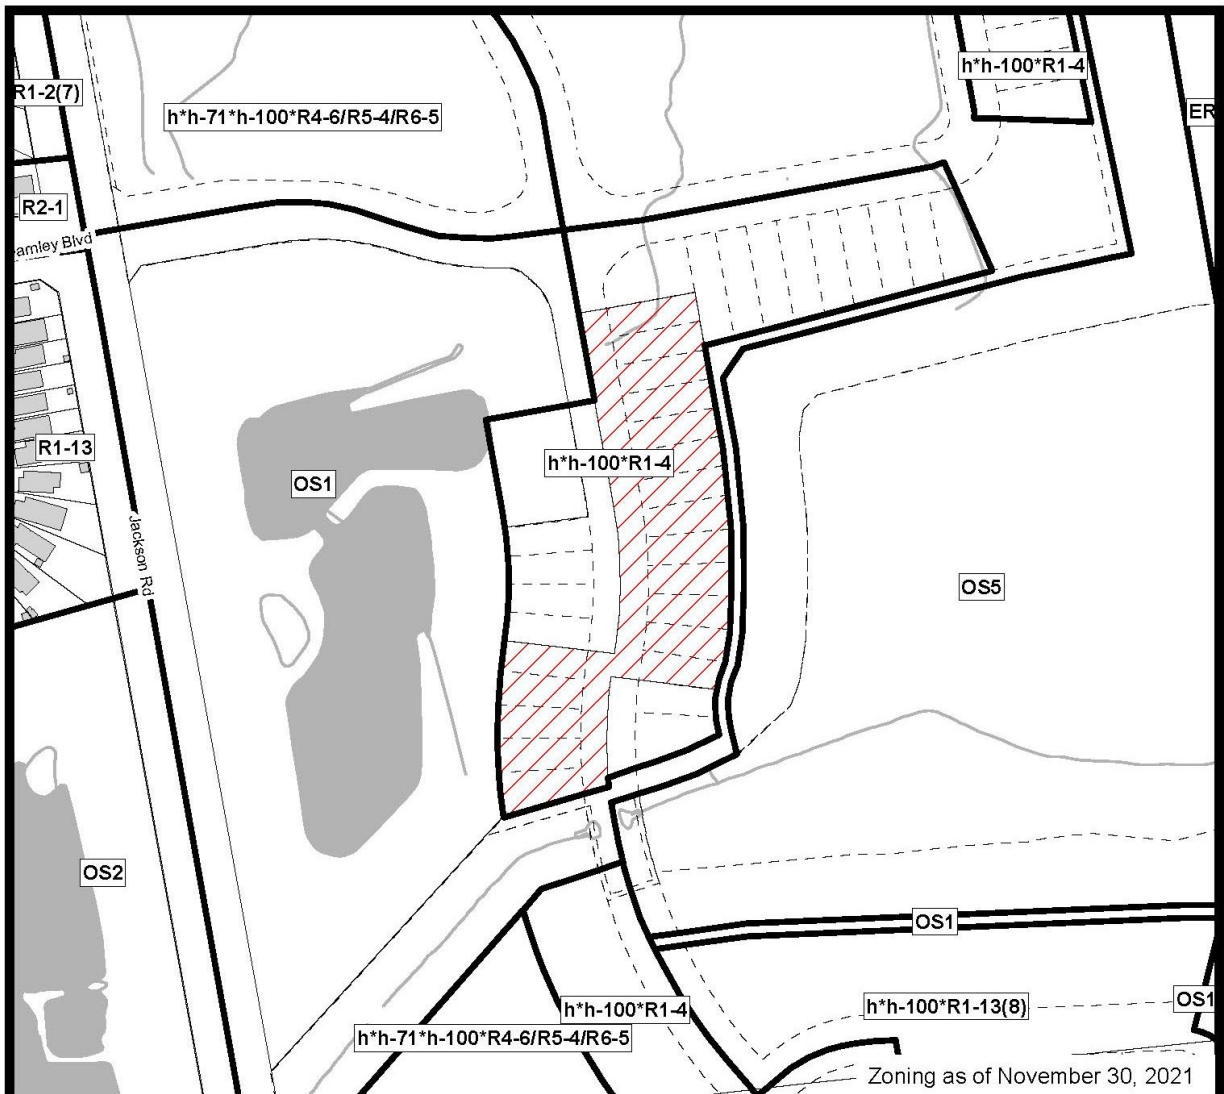 h*h-100*R1-4
R1-2(7)
h*h-71*h-100*R4-6/R5-4/R6-5
ER
R2-1
Blvd
R1-13
h*h-100*R1-4
OS1
Jackson Rd
OS5
OS2
OS1
OS1
h*h-100*R1-4
h*h-100*R1-13(8)
h*h-71*h-100*R4-6/R5-4/R6-5
Zoning as of November 30, 2021